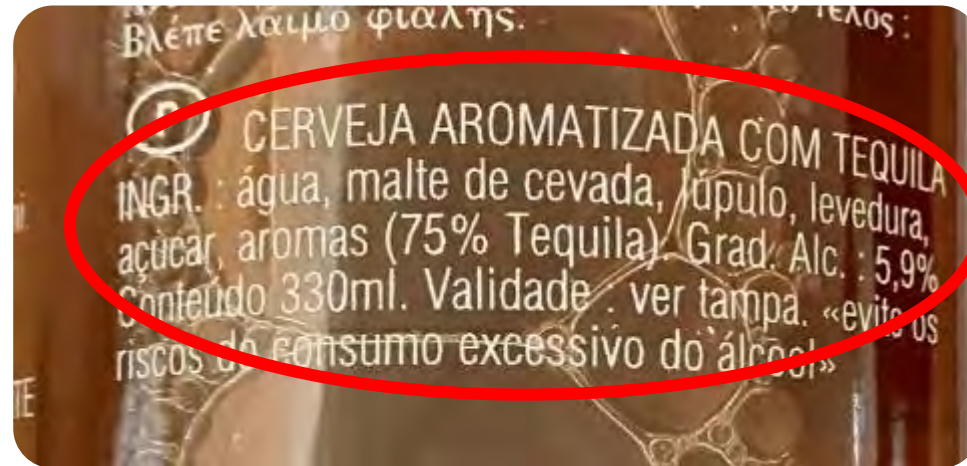 Βλέπε λαιμό φιάλης.
τέλος :
P CERVEJA AROMATIZADA COM TEQUILA
INGR. : água, malte de cevada, lúpulo, levedura,
açúcar, aromas (75% Tequila). Grad. Alc. : 5,9%
Conteúdo 330ml. Validade : ver tampa. «evite os
riscos do consumo excessivo do álcool»